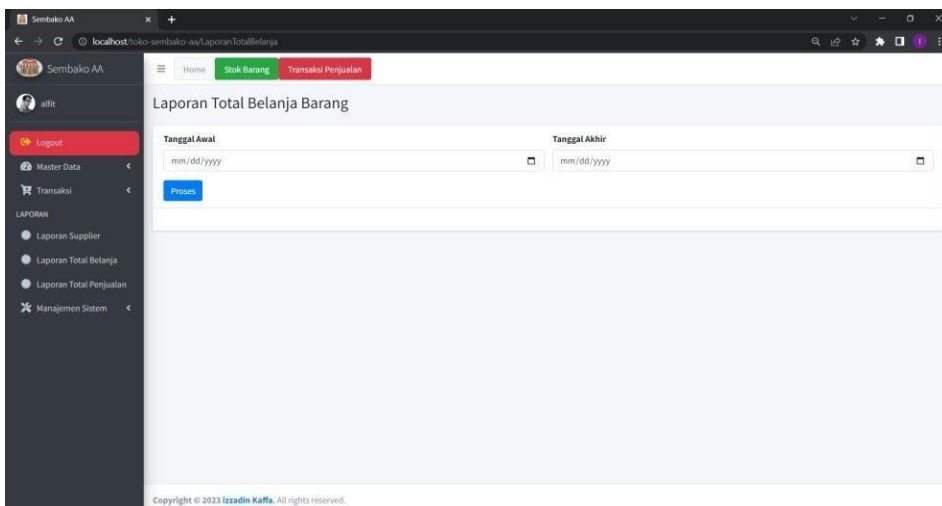 Sembako AA
localhost/toko-sembako-aa/LaporanTotalBelanja
Sembako AA
Home Stok Barang Transaksi Penjualan
alfit
Laporan Total Belanja Barang
Logout
Tanggal Awal Tanggal Akhir
mm/dd/yyyy mm/dd/yyyy
Master Data
Transaksi
Proses
LAPORAN
Laporan Supplier
Laporan Total Belanja
Laporan Total Penjualan
Manajemen Sistem
Copyright © 2023 Izzadin Kaffa. All rights reserved.